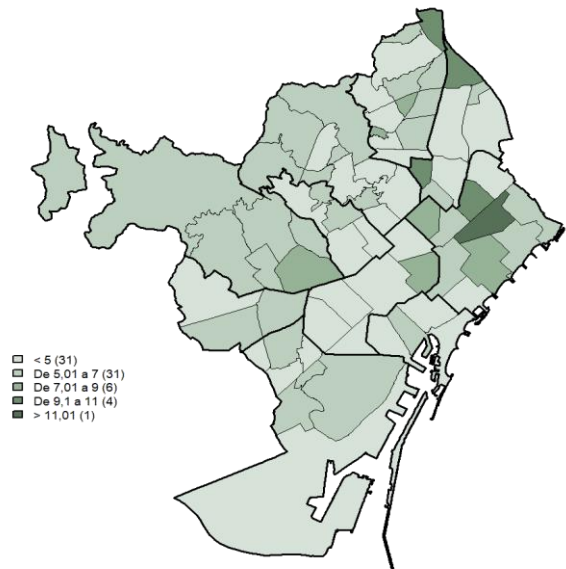 < 5 (31)
De 5,01 a 7 (31)
De 7,01 a 9 (6)
De 9,1 a 11 (4)
> 11,01 (1)